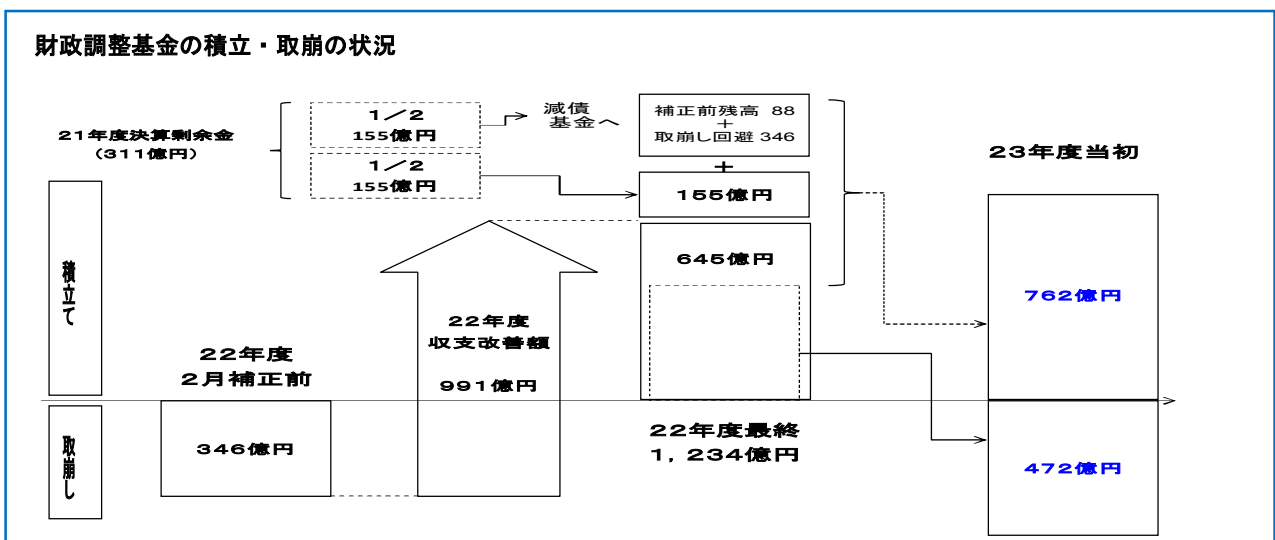 財政調整基金の積立・取崩の状況
21年度決算剰余金
（311億円）
1／2
155億円
1／2
155億円
減債
基金へ
補正前残高 88
＋
取崩し回避 346
＋
155億円
645億円
23年度当初
762億円
472億円
積立て
取崩し
22年度
2月補正前
346億円
22年度
収支改善額
991億円
22年度最終
1，234億円